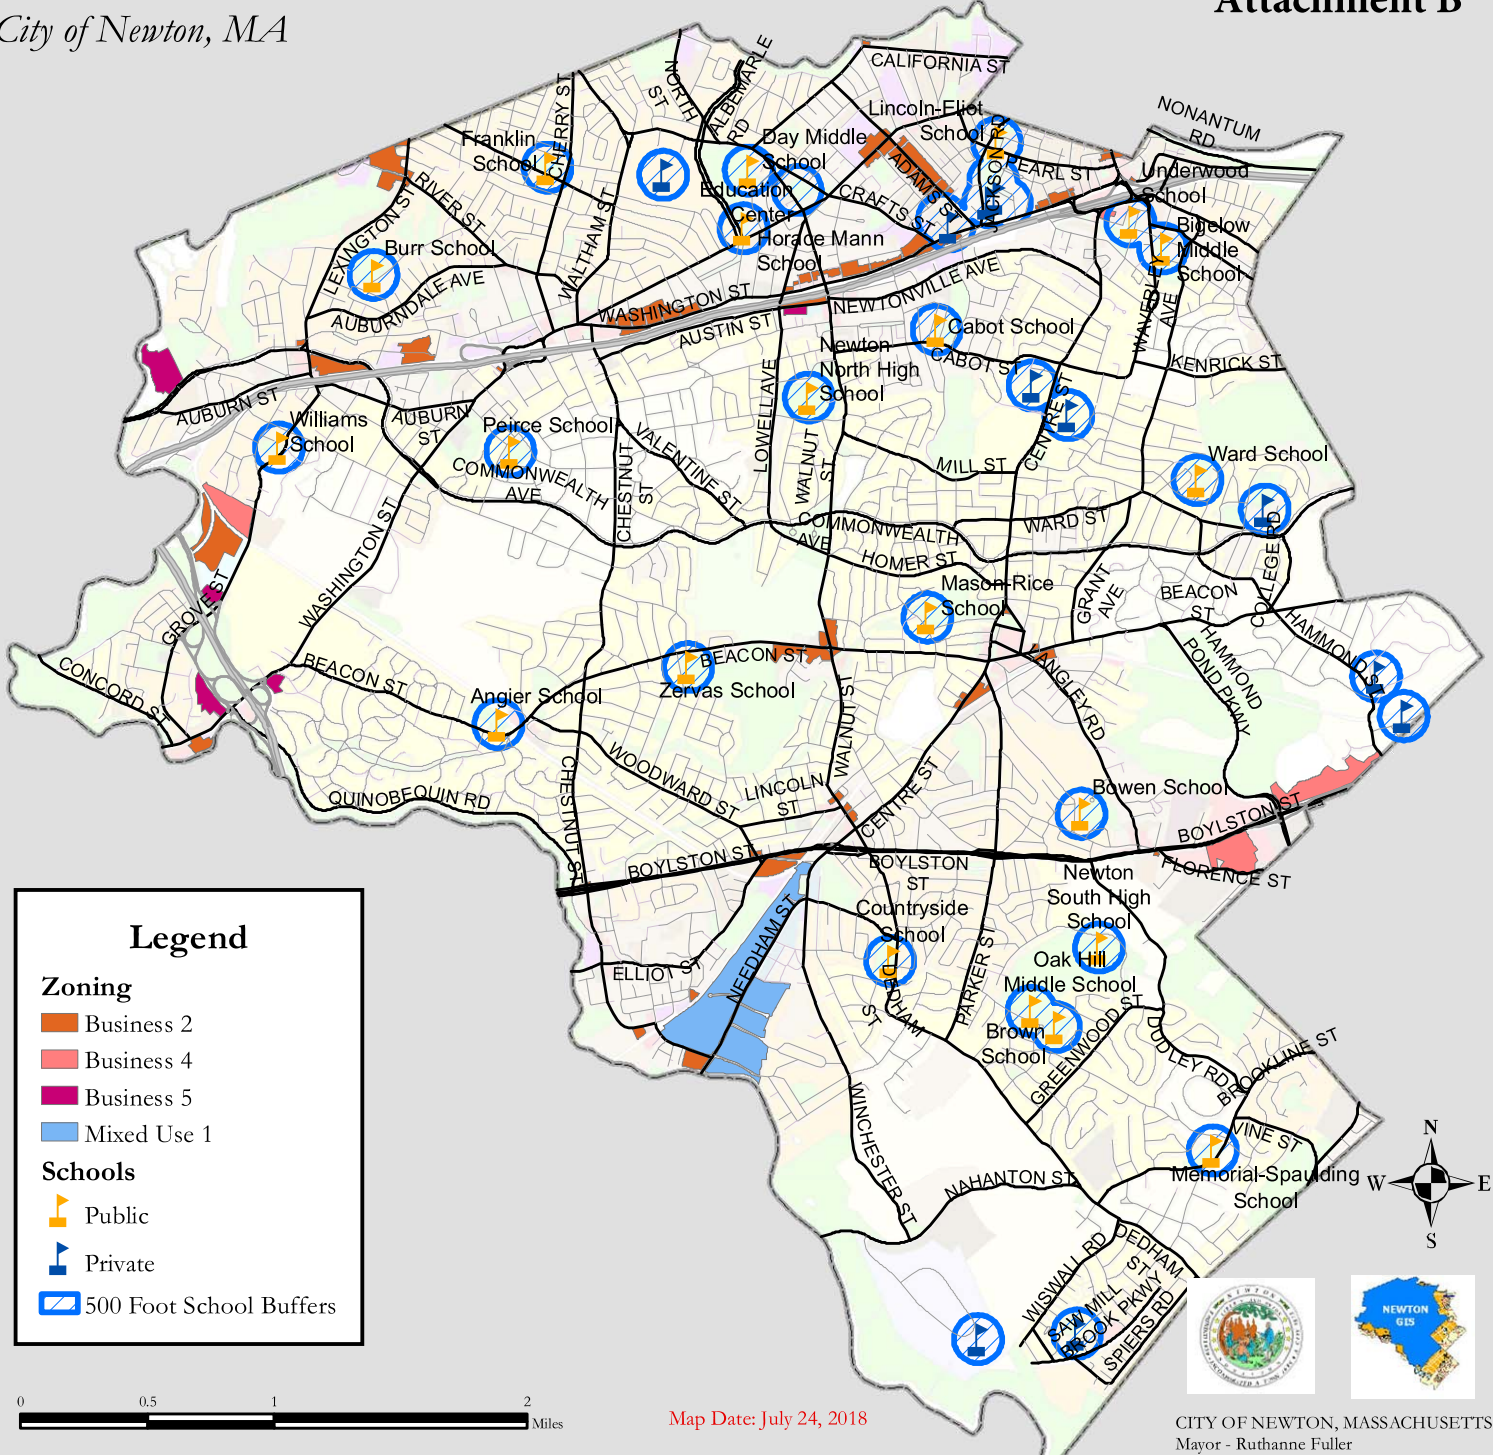 City of Newton, MA
Attachment B
CALIFORNIA ST
NORTH
ST
ALBEMARLE
RD
NONANTUM
RD
Lincoln-Eliot
School
Franklin
School
CHERRY ST
Day Middle
School
JACKSON RD
PEARL ST
ADAMS ST
Underwood
School
Education
Center
CRAFTS ST
RIVER ST
LEXINGTON ST
WALTHAM ST
Horace Mann
School
Bigelow
Middle
School
Burr School
AUBURNDALE AVE
WASHINGTON ST
AUSTIN ST
NEWTONVILLE AVE
WAVERLEY
AVE
Cabot School
CABOT ST
KENRICK ST
Newton
North High
School
LOWELL AVE
CENTRE ST
AUBURN ST
Williams
School
AUBURN
ST
Peirce School
COMMONWEALTH
AVE
CHESTNUT
ST
VALENTINE ST
WALNUT
ST
MILL ST
Ward School
COMMONWEALTH
AVE
WARD ST
HOMER ST
WASHINGTON ST
GROVE ST
Mason-Rice
School
GRANT
AVE
BEACON
ST
COLLEGE RD
HAMMOND ST
HAMMOND
POND PKWY
CONCORD ST
BEACON ST
Angier School
BEACON ST
Zervas School
LANGLEY RD
WALNUT ST
QUINOBEQUIN RD
CHESTNUT ST
WOODWARD ST
LINCOLN
ST
CENTRE ST
Bowen School
BOYLSTON ST
BOYLSTON ST
BOYLSTON
ST
FLORENCE ST
Newton
South High
School
Countryside
School
NEEDHAM ST
ELLIOT ST
PARKER ST
Oak Hill
Middle School
DEDHAM
ST
Brown
School
GREENWOOD ST
DUDLEY RD
BROOKLINE ST
WINCHESTER ST
VINE ST
Memorial-Spaulding
School
NAHANTON ST
WISWALL RD
DEDHAM
ST
SAW MILL
BROOK PKWY
SPIERS RD
Legend
Zoning
Business 2
Business 4
Business 5
Mixed Use 1
Schools
Public
Private
500 Foot School Buffers
N
W
E
S
NEWTON
GIS
0 0.5 1 2
Miles
Map Date: July 24, 2018
CITY OF NEWTON, MASSACHUSETTS
Mayor - Ruthanne Fuller